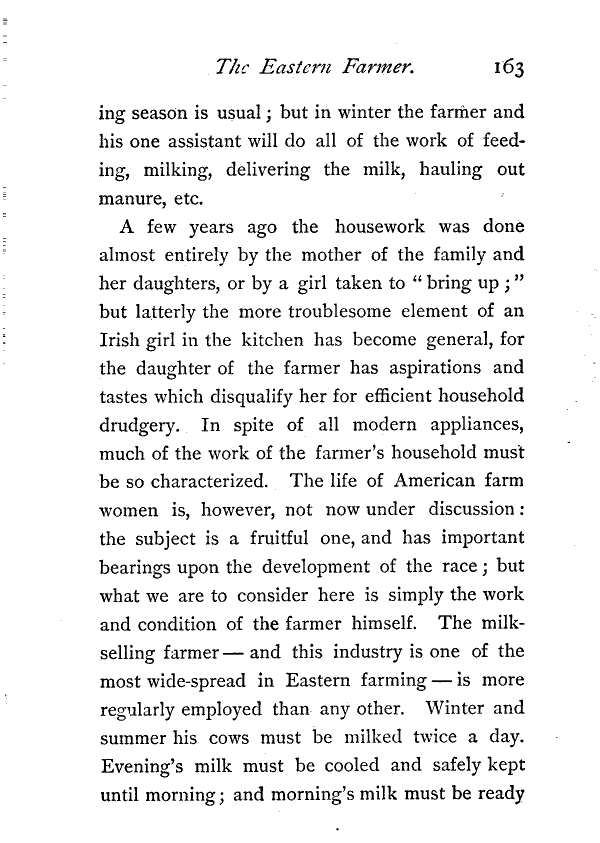 The Eastern Farmer. 163
ing season is usual; but in winter the farmer and
his one assistant will do all of the work of feed-
ing, milking, delivering the milk, hauling out
manure, etc.
A few years ago the housework was done
almost entirely by the mother of the family and
her daughters, or by a girl taken to “bring up;”
but latterly the more troublesome element of an
Irish girl in the kitchen has become general, for
the daughter of the farmer has aspirations and
tastes which disqualify her for efficient household
drudgery. In spite of all modern appliances,
much of the work of the farmer's household must
be so characterized. The life of American farm
women is, however, not now under discussion:
the subject is a fruitful one, and has important
bearings upon the development of the race; but
what we are to consider here is simply the work
and condition of the farmer himself. The milk-
selling farmer — and this industry is one of the
most wide-spread in Eastern farming — is more
regularly employed than any other. Winter and
summer his cows must be milked twice a day.
Evening's milk must be cooled and safely kept
until morning; and morning's milk must be ready